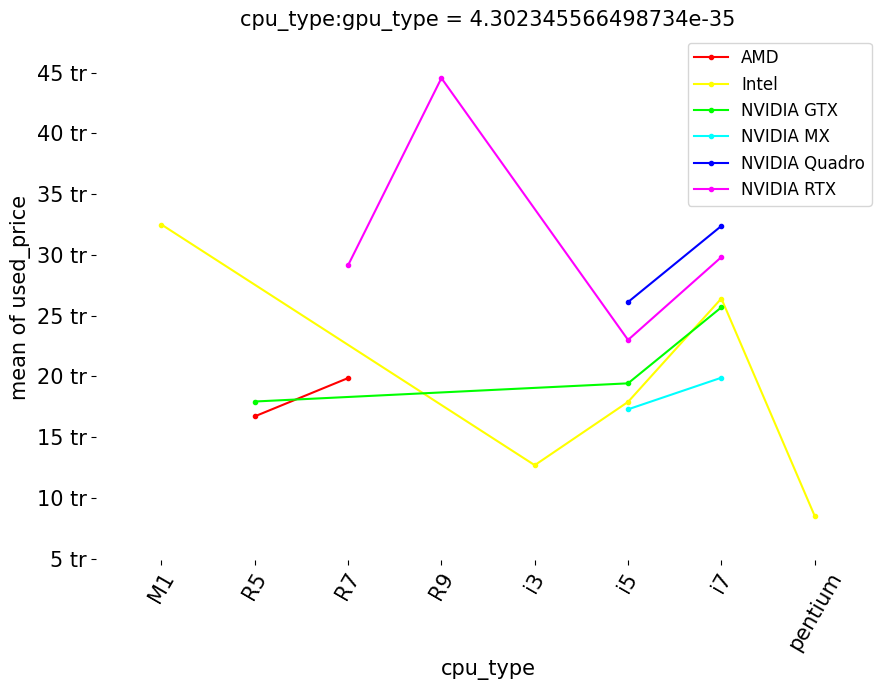 cpu_type:gpu_type = 4.302345566498734e-35
AMD
Intel
NVIDIA GTX
NVIDIA MX
NVIDIA Quadro
NVIDIA RTX
mean of used_price
45 tr
40 tr
35 tr
30 tr
25 tr
20 tr
15 tr
10 tr
5 tr
M1
R5
R7
R9
i3
i5
i7
pentium
cpu_type